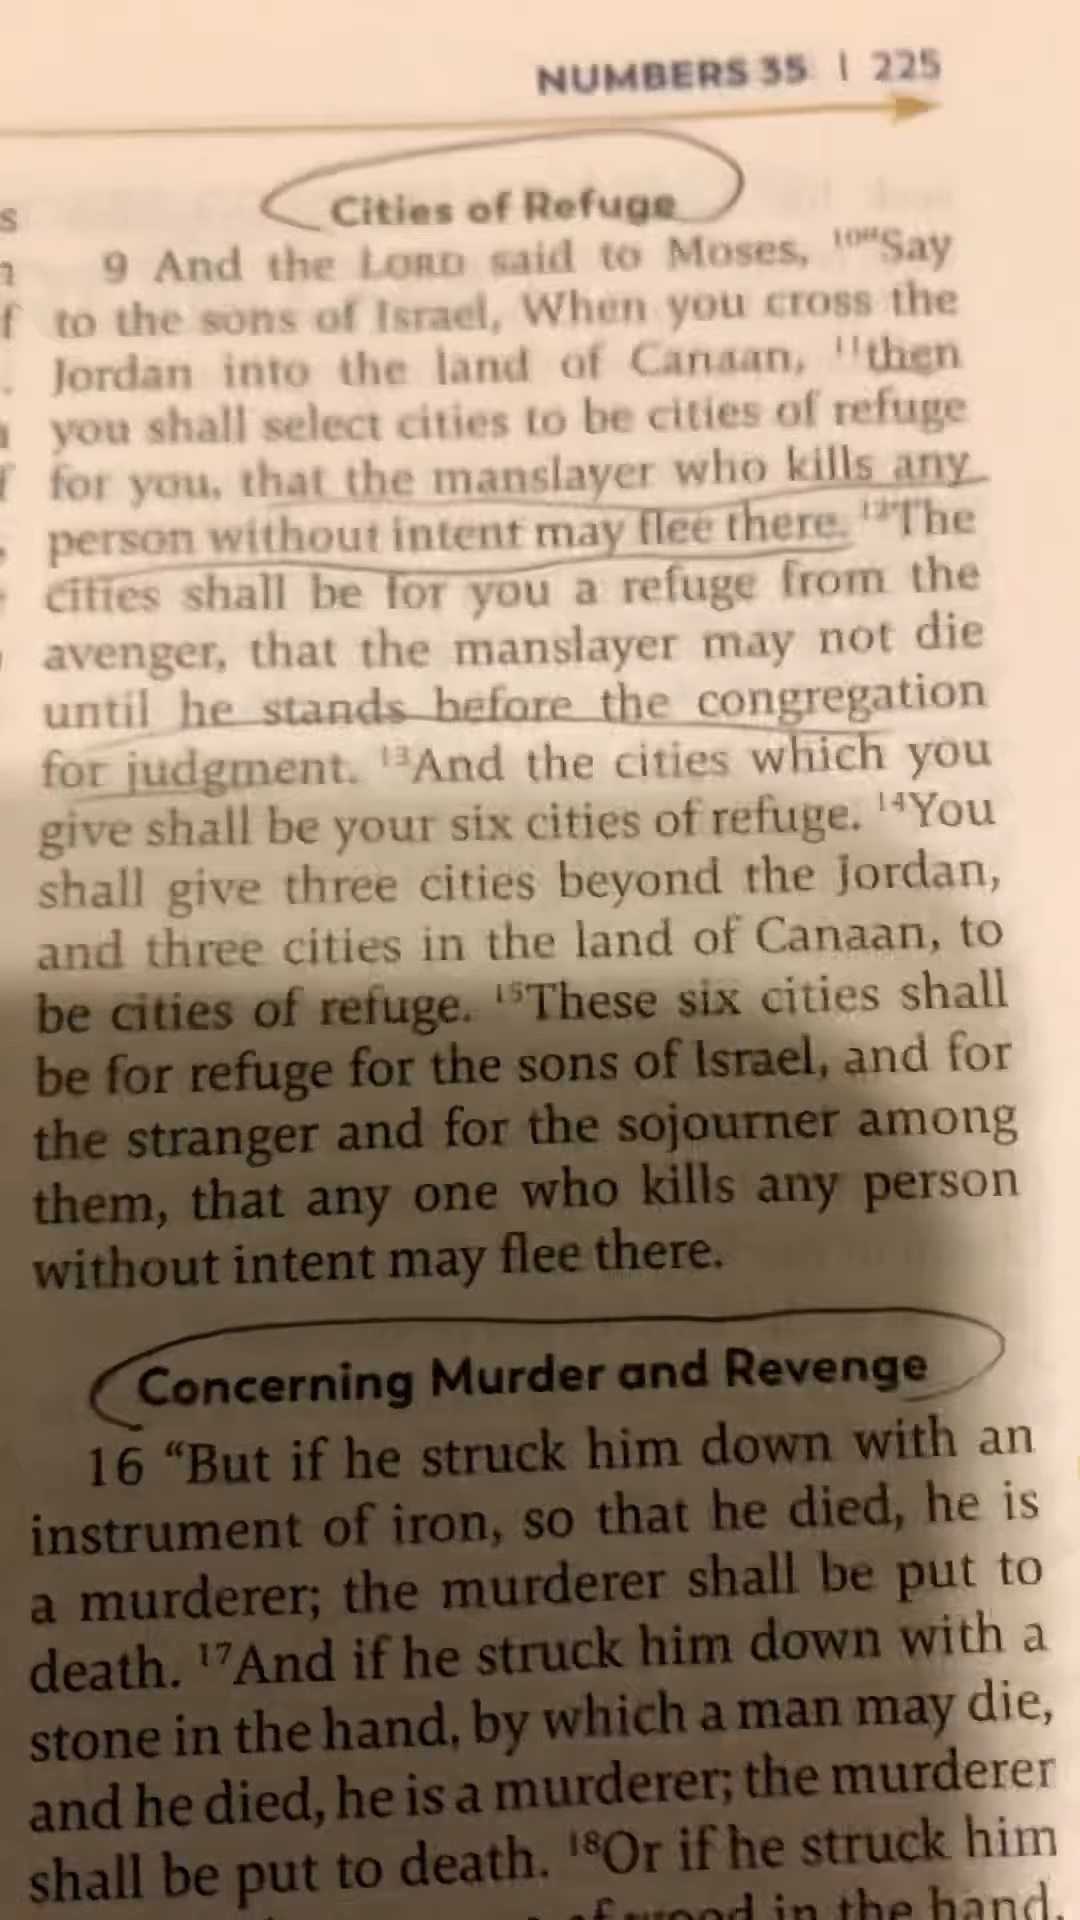 NUMBERS 35 | 225
Cities of Refuge
9 And the LORD said to Moses, ¹⁰"Say
to the sons of Israel, When you cross the
Jordan into the land of Canaan, ¹¹then
you shall select cities to be cities of refuge
for you, that the manslayer who kills any
person without intent may flee there. ¹²The
cities shall be for you a refuge from the
avenger, that the manslayer may not die
until he stands before the congregation
for judgment. ¹³And the cities which you
give shall be your six cities of refuge. ¹⁴You
shall give three cities beyond the Jordan,
and three cities in the land of Canaan, to
be cities of refuge. ¹⁵These six cities shall
be for refuge for the sons of Israel, and for
the stranger and for the sojourner among
them, that any one who kills any person
without intent may flee there.
Concerning Murder and Revenge
16 “But if he struck him down with an
instrument of iron, so that he died, he is
a murderer; the murderer shall be put to
death. ¹⁷And if he struck him down with a
stone in the hand, by which a man may die,
and he died, he is a murderer; the murderer
shall be put to death. ¹⁸Or if he struck him
of wood in the hand,